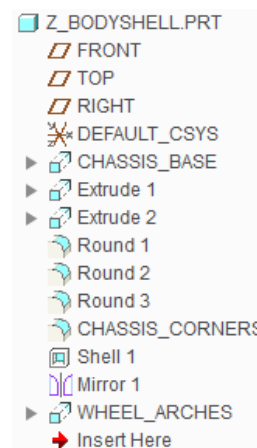 Z_BODYSHELL.PRT
FRONT
TOP
RIGHT
DEFAULT_CSYS
CHASSIS_BASE
Extrude 1
Extrude 2
Round 1
Round 2
Round 3
CHASSIS_CORNERS
Shell 1
Mirror 1
WHEEL_ARCHES
Insert Here